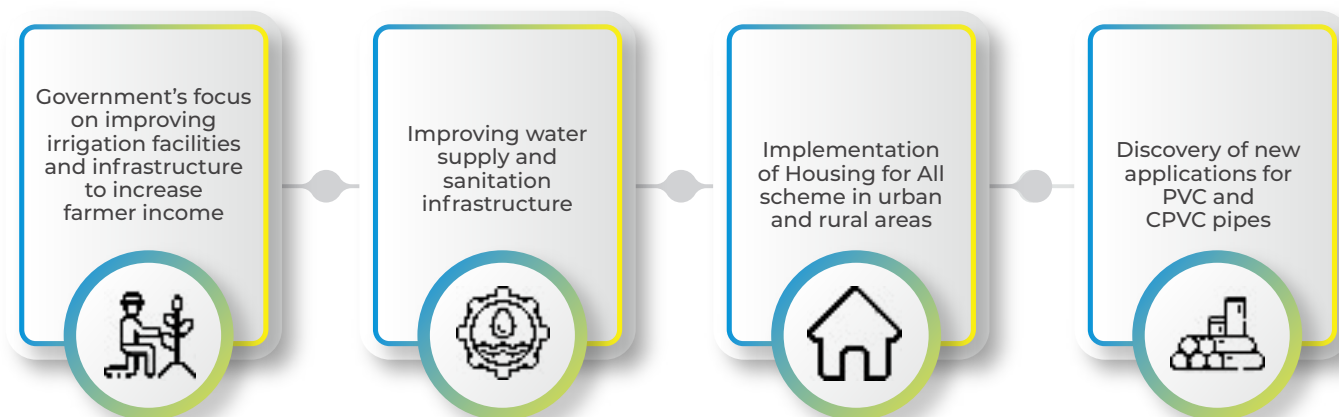 Government’s focus
on improving
irrigation facilities
and infrastructure
to increase
farmer income
Improving water
supply and
sanitation
infrastructure
Implementation
of Housing for All
scheme in urban
and rural areas
Discovery of new
applications for
PVC and
CPVC pipes